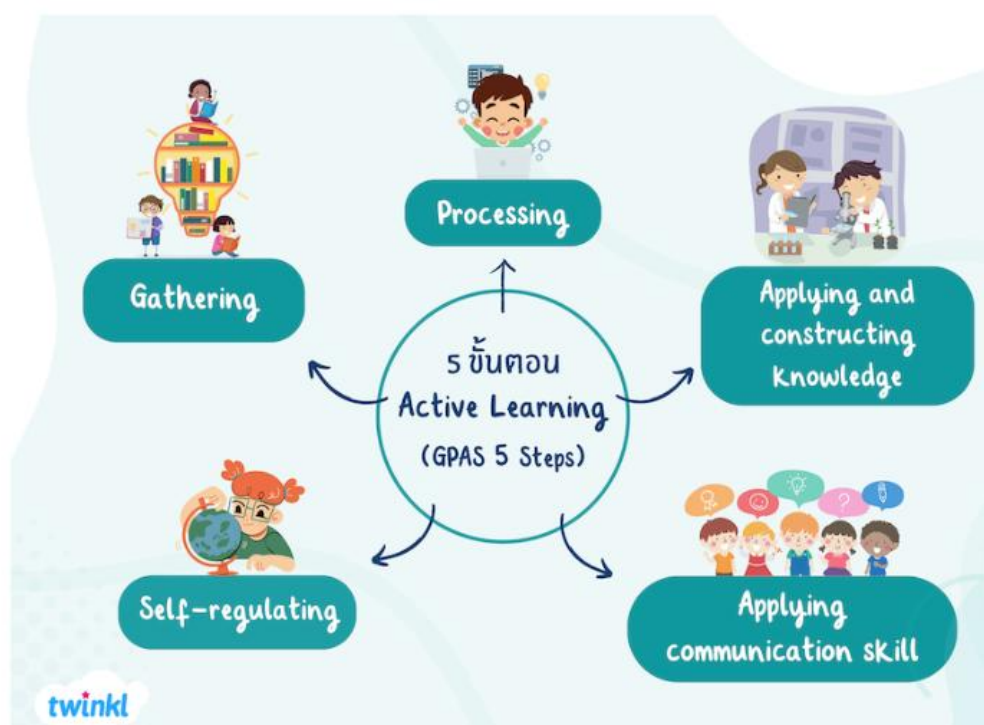 Gathering
Processing
Applying and
constructing
Knowledge
5 ขั้นตอน
Active Learning
(GPAS 5 Steps)
Self-regulating
Applying
communication skill
twinkl